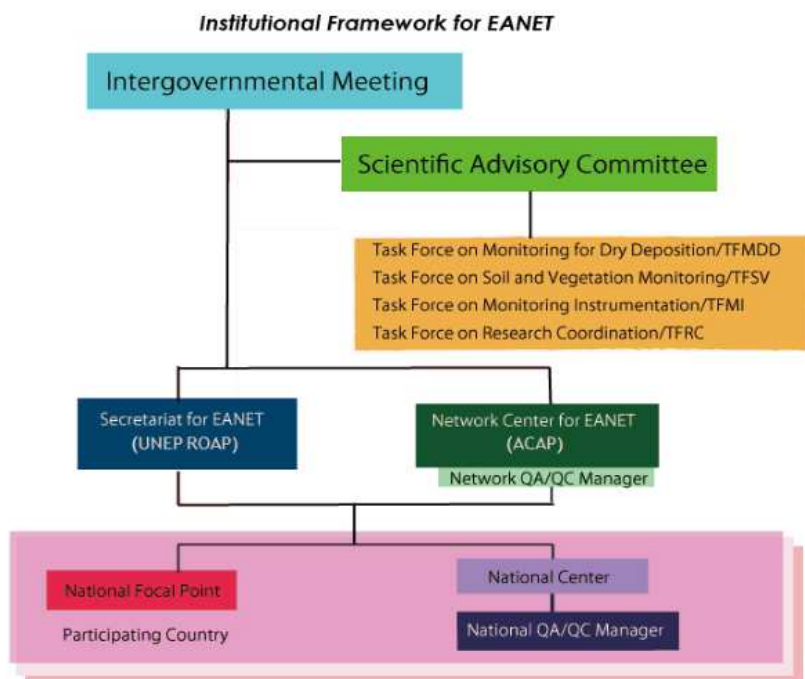 Institutional Framework for EANET
Intergovernmental Meeting
Scientific Advisory Committee
Task Force on Monitoring for Dry Deposition/TFMDD
Task Force on Soil and Vegetation Monitoring/TFSV
Task Force on Monitoring Instrumentation/TFMI
Task Force on Research Coordination/TFRC
Secretariat for EANET
(UNEP ROAP)
Network Center for EANET
(ACAP)
Network QA/QC Manager
National Focal Point
Participating Country
National Center
National QA/QC Manager